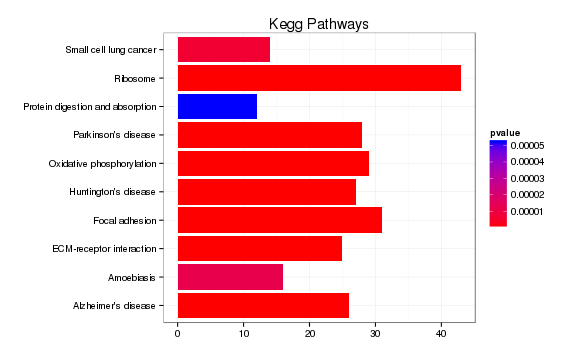 Kegg Pathways
Small cell lung cancer
Ribosome
Protein digestion and absorption
Parkinson's disease
Oxidative phosphorylation
Huntington's disease
Focal adhesion
ECM-receptor interaction
Amoebiasis
Alzheimer's disease
0 10 20 30 40
pvalue
0.00005
0.00004
0.00003
0.00002
0.00001